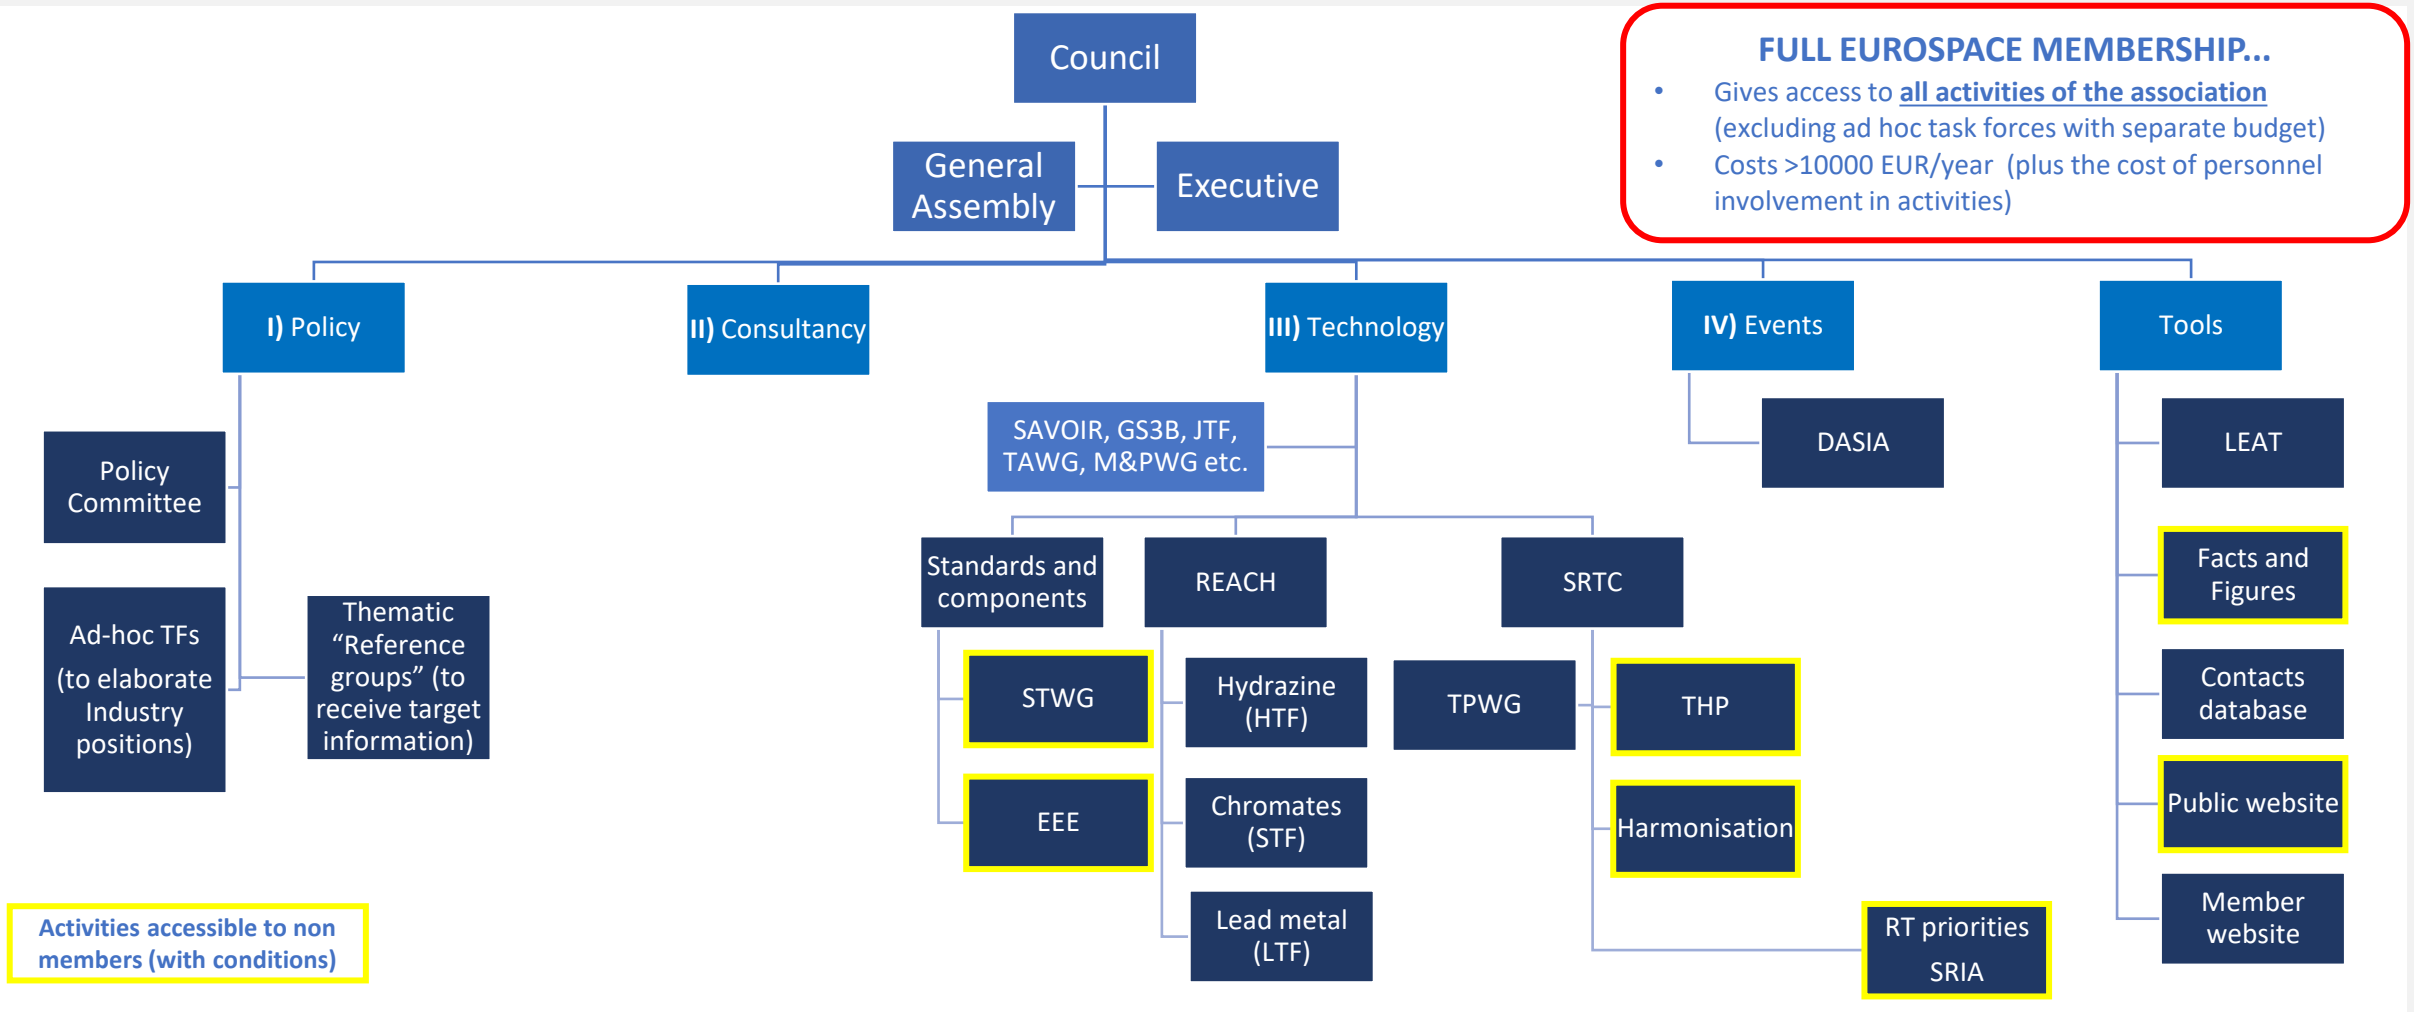 Council
FULL EUROSPACE MEMBERSHIP...
• Gives access to all activities of the association
(excluding ad hoc task forces with separate budget)
• Costs >10000 EUR/year (plus the cost of personnel
involvement in activities)
General
Assembly
Executive
I) Policy
II) Consultancy
III) Technology
IV) Events
Tools
Policy
Committee
Ad-hoc TFs
(to elaborate
Industry
positions)
Thematic
“Reference
groups” (to
receive target
information)
SAVOIR, GS3B, JTF,
TAWG, M&PWG etc.
Standards and
components
STWG
EEE
REACH
Hydrazine
(HTF)
Chromates
(STF)
Lead metal
(LTF)
SRTC
TPWG
THP
Harmonisation
RT priorities
SRIA
DASIA
LEAT
Facts and
Figures
Contacts
database
Public website
Member
website
Activities accessible to non
members (with conditions)